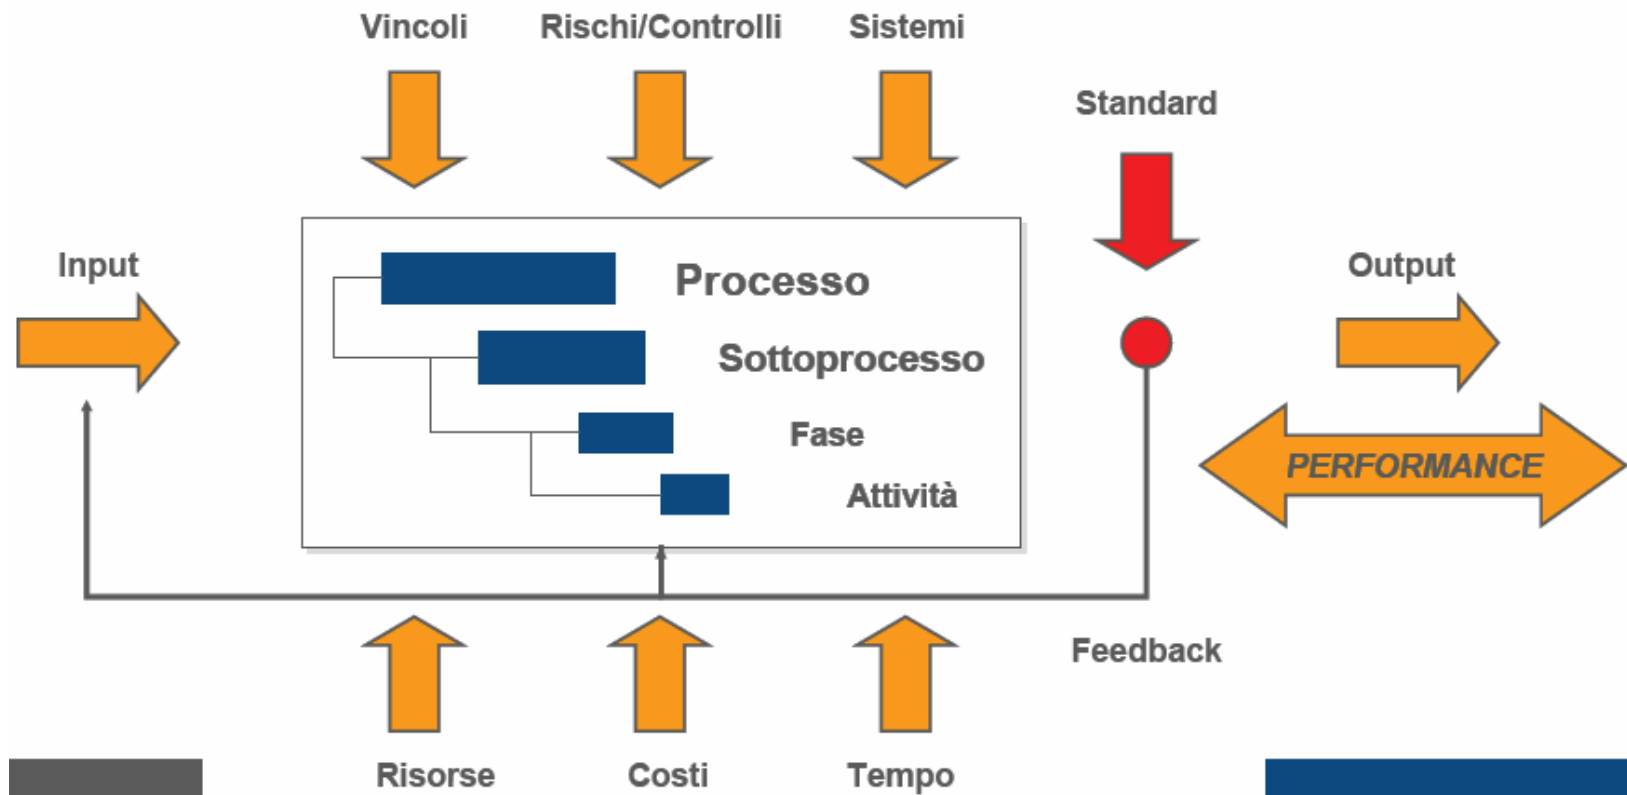 Vincoli
Rischi/Controlli
Sistemi
Standard
Input
Processo
Output
Sottoprocesso
Fase
PERFORMANCE
Attività
Feedback
Risorse
Costi
Tempo